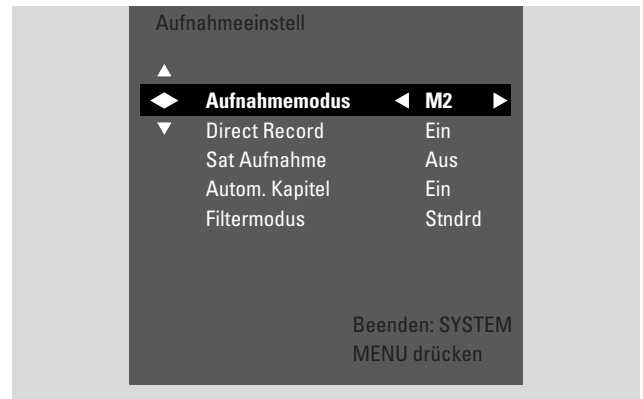 Aufnahmeeinstell
Aufnahmemodus M2
Direct Record Ein
Sat Aufnahme Aus
Autom. Kapitel Ein
Filtermodus Stndrd
Beenden: SYSTEM
MENU drücken